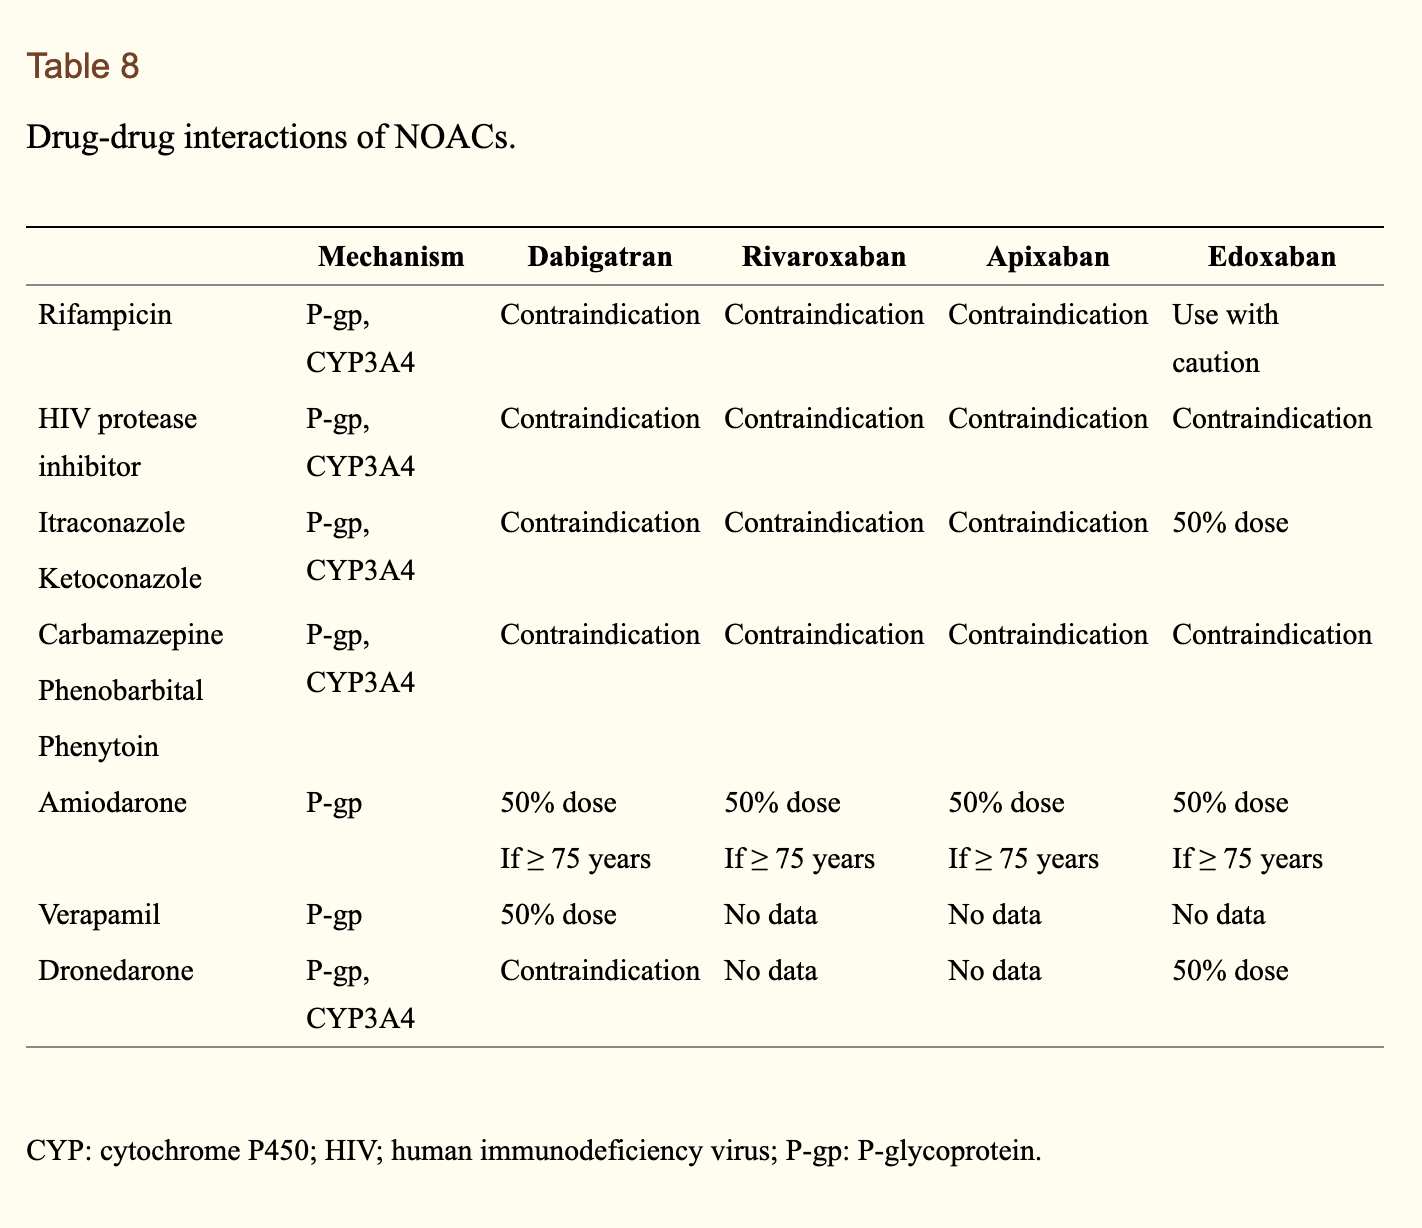 Table 8
Drug-drug interactions of NOACs.
Mechanism Dabigatran Rivaroxaban Apixaban Edoxaban
Rifampicin P-gp, Contraindication Contraindication Contraindication Use with
CYP3A4 caution
HIV protease P-gp, Contraindication Contraindication Contraindication Contraindication
inhibitor CYP3A4
Itraconazole P-gp, Contraindication Contraindication Contraindication 50% dose
Ketoconazole CYP3A4
Carbamazepine P-gp, Contraindication Contraindication Contraindication Contraindication
Phenobarbital CYP3A4
Phenytoin
Amiodarone P-gp 50% dose 50% dose 50% dose 50% dose
If ≥ 75 years If ≥ 75 years If ≥ 75 years If ≥ 75 years
Verapamil P-gp 50% dose No data No data No data
Dronedarone P-gp, Contraindication No data No data 50% dose
CYP3A4
CYP: cytochrome P450; HIV; human immunodeficiency virus; P-gp: P-glycoprotein.